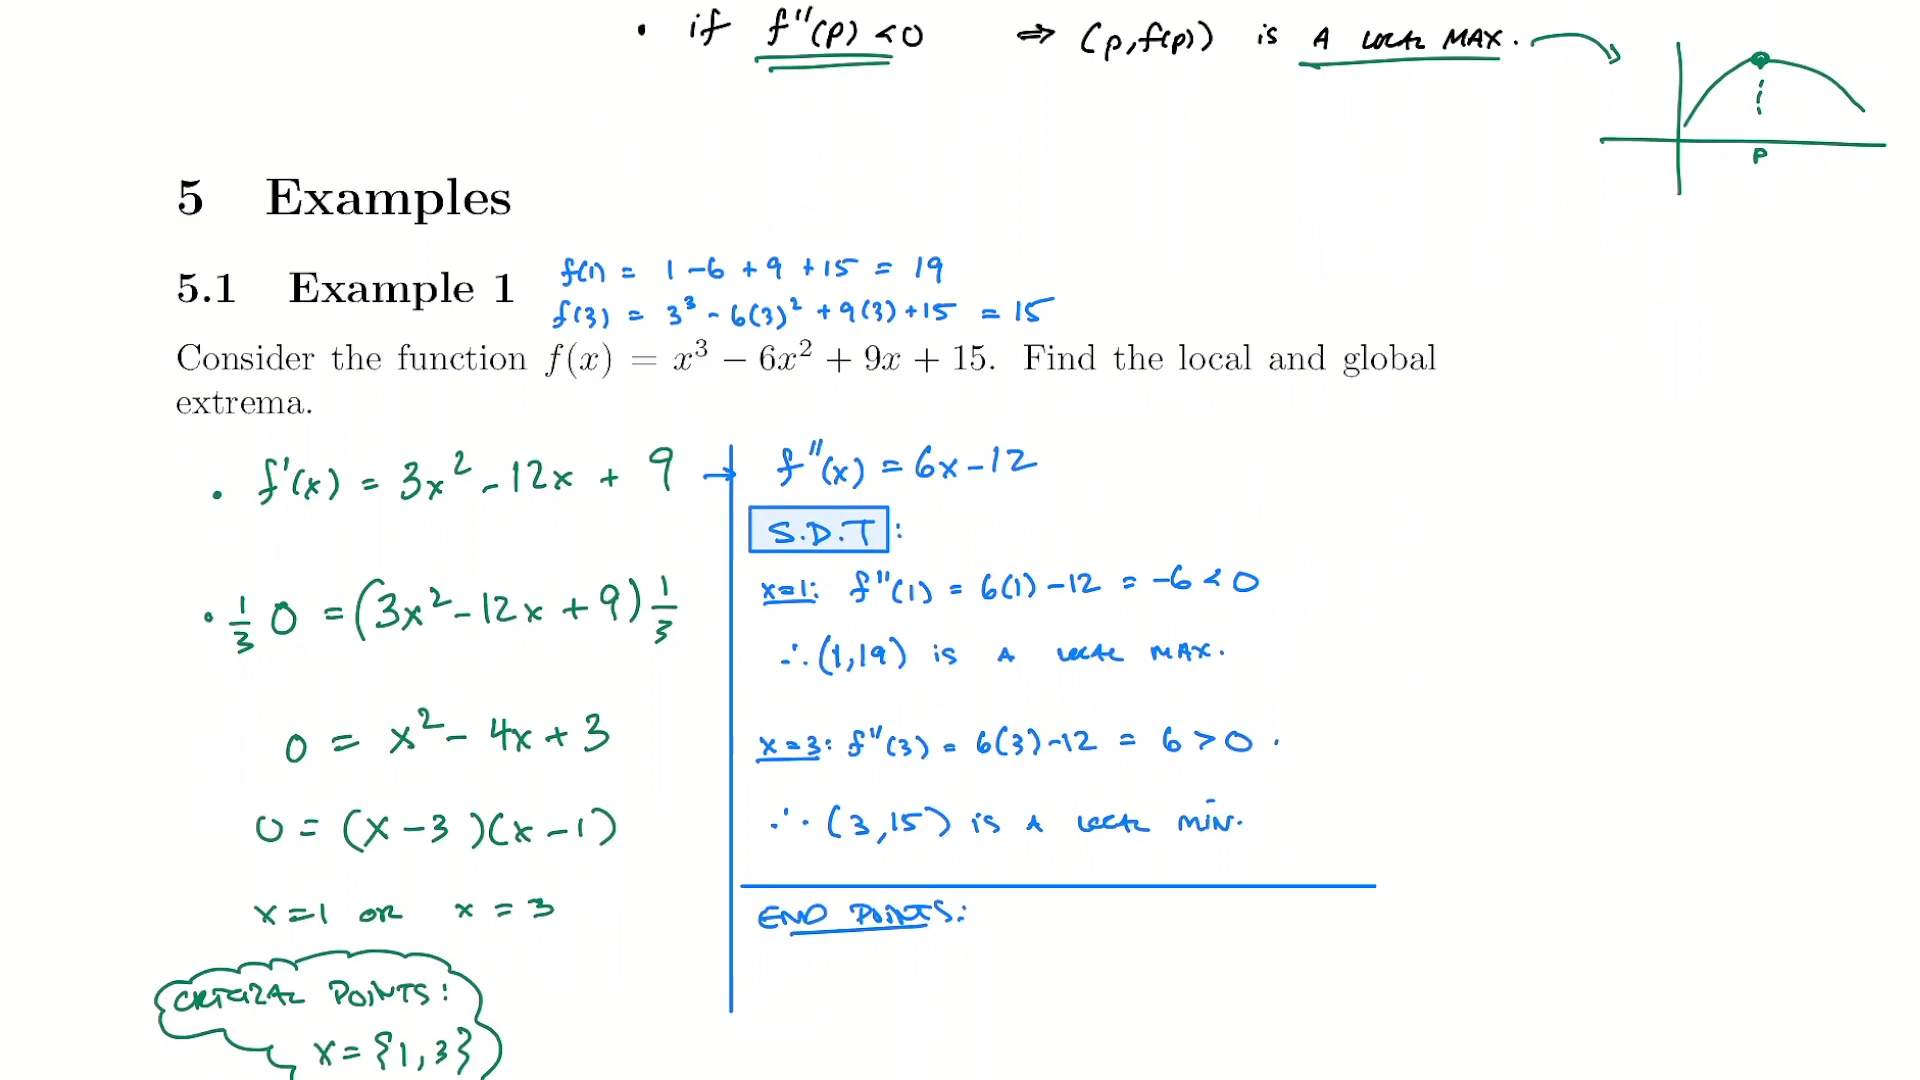 • if f''(p) < 0 ⇒ (p, f(p)) is A LOCAL MAX.
P
5 Examples
5.1 Example 1
f(1) = 1 - 6 + 9 + 15 = 19
f(3) = 3³ - 6(3)² + 9(3) + 15 = 15
Consider the function f(x) = x³ − 6x² + 9x + 15. Find the local and global
extrema.
• f'(x) = 3x² - 12x + 9 →
• 1/3 0 = (3x² - 12x + 9) 1/3
0 = x² - 4x + 3
0 = (x - 3)(x - 1)
x = 1 OR x = 3
CRITICAL POINTS:
x = {1, 3}
f''(x) = 6x - 12
S.D.T:
x=1: f''(1) = 6(1) - 12 = -6 < 0
∴ (1, 19) is A LOCAL MAX.
x=3: f''(3) = 6(3) - 12 = 6 > 0.
∴ (3, 15) is A LOCAL MIN.
END POINTS: